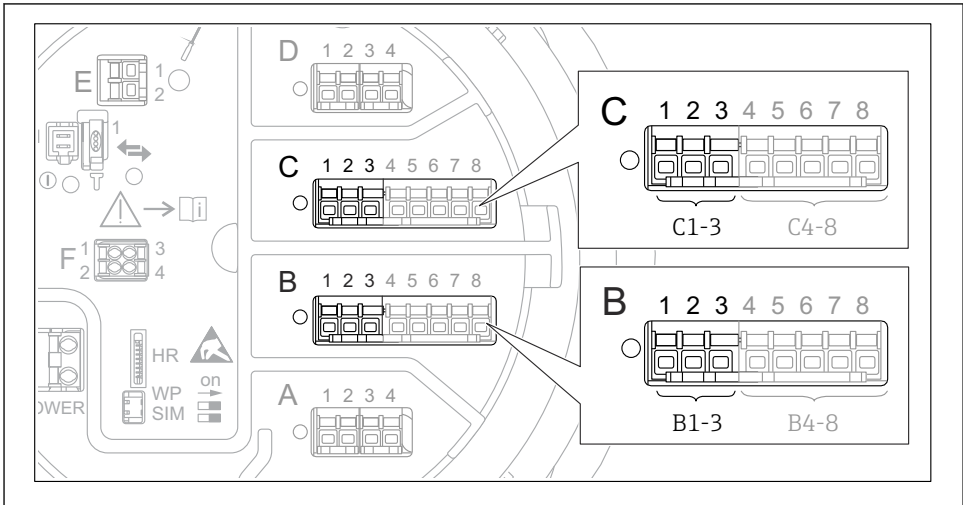 D 1 2 3 4
E 1
2
1
C 1 2 3 4 5 6 7 8
i
F 1 3
2 4
B 1 2 3 4 5 6 7 8
HR
WP on
SIM
OWER
A 1 2 3 4
C 1 2 3 4 5 6 7 8
C1-3 C4-8
B 1 2 3 4 5 6 7 8
B1-3 B4-8